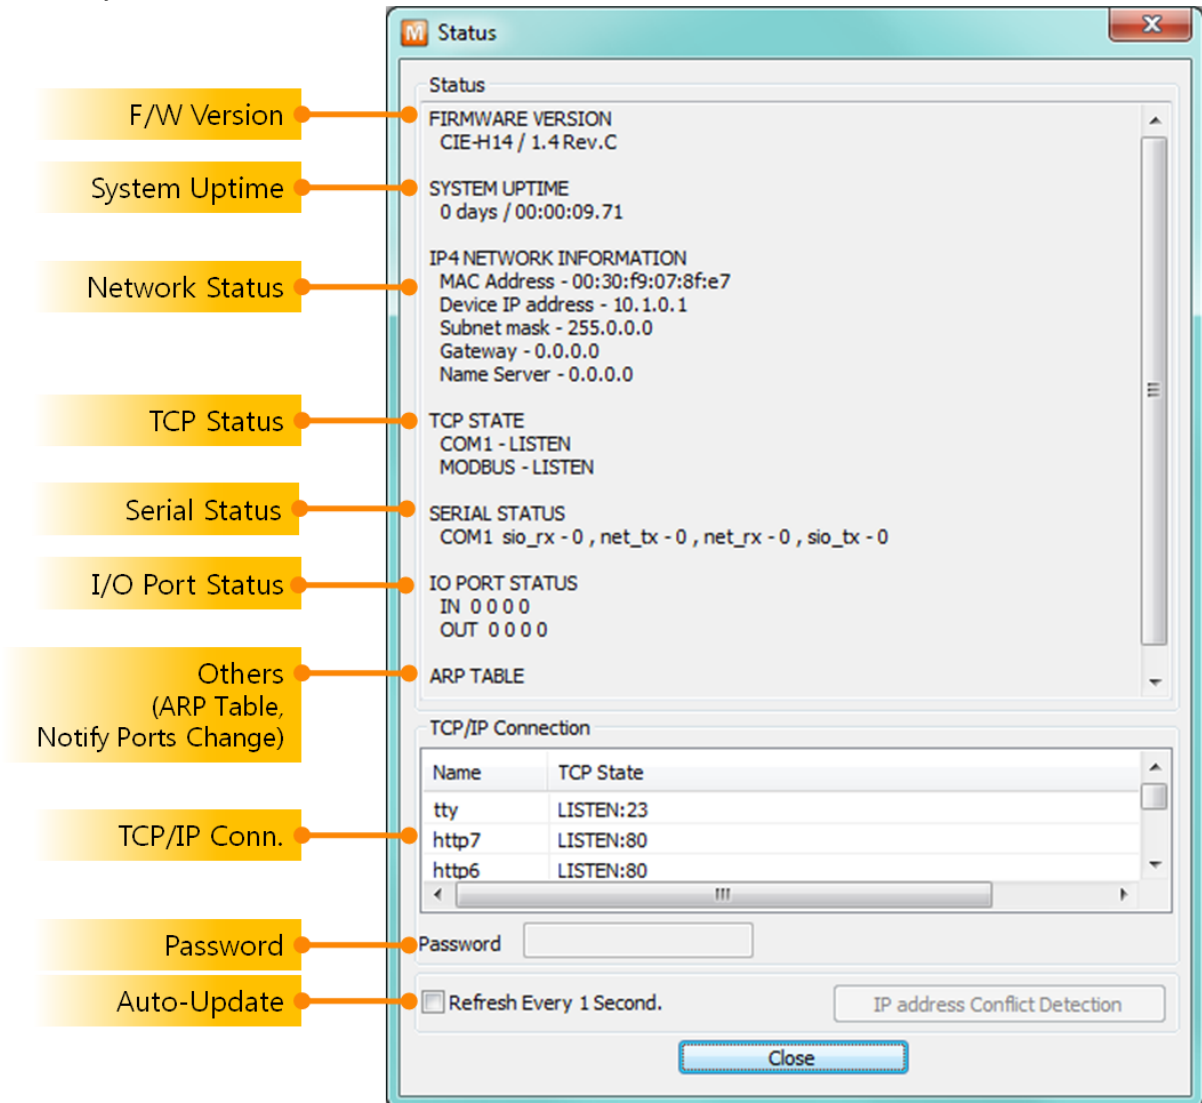 M Status
X
F/W Version
System Uptime
Network Status
TCP Status
Serial Status
I/O Port Status
Others
(ARP Table,
Notify Ports Change)
TCP/IP Conn.
Password
Auto-Update
Status
FIRMWARE VERSION
CIE-H14 / 1.4 Rev.C
SYSTEM UPTIME
0 days / 00:00:09.71
IP4 NETWORK INFORMATION
MAC Address - 00:30:f9:07:8f:e7
Device IP address - 10.1.0.1
Subnet mask - 255.0.0.0
Gateway - 0.0.0.0
Name Server - 0.0.0.0
TCP STATE
COM1 - LISTEN
MODBUS - LISTEN
SERIAL STATUS
COM1 sio_rx - 0 , net_tx - 0 , net_rx - 0 , sio_tx - 0
IO PORT STATUS
IN 0 0 0 0
OUT 0 0 0 0
ARP TABLE
TCP/IP Connection
Name TCP State
tty LISTEN:23
http7 LISTEN:80
http6 LISTEN:80
Password
Refresh Every 1 Second.
IP address Conflict Detection
Close